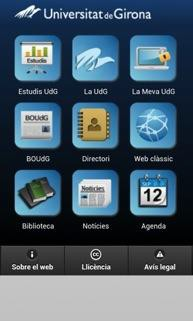 Universitat de Girona
Estudis
Estudis UdG
La UdG
La Meva UdG
BOUdG
BOUdG
Directori
Web clàssic
Notícies
Biblioteca
Notícies
Agenda
SEP
12
Sobre el web
cc
Llicència
Avís legal